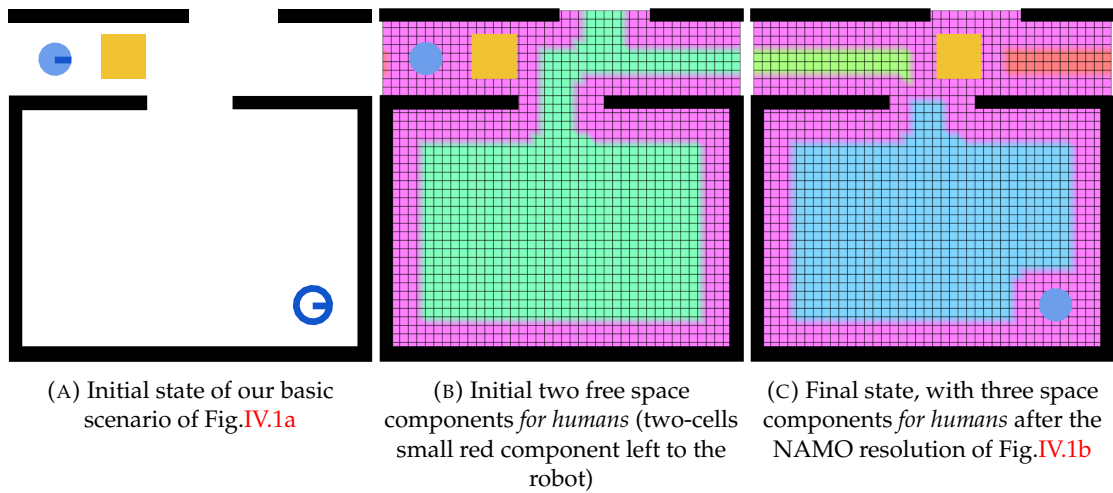 (A) Initial state of our basic
scenario of Fig.IV.1a
(B) Initial two free space
components for humans (two-cells
small red component left to the
robot)
(C) Final state, with three space
components for humans after the
NAMO resolution of Fig.IV.1b